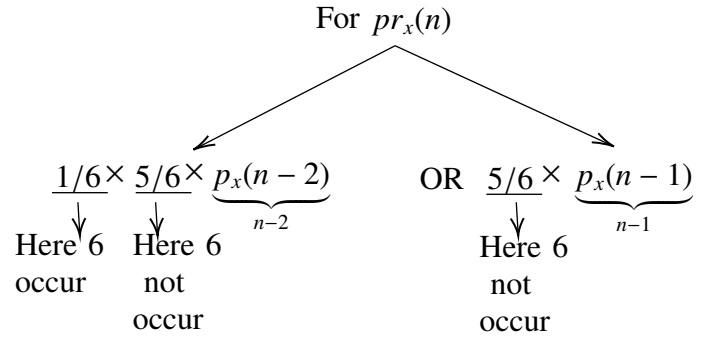 For pr_x(n)
1/6× 5/6× p_x(n − 2) OR 5/6× p_x(n − 1)
n−2 n−1
Here 6 Here 6 Here 6
occur not not
occur occur